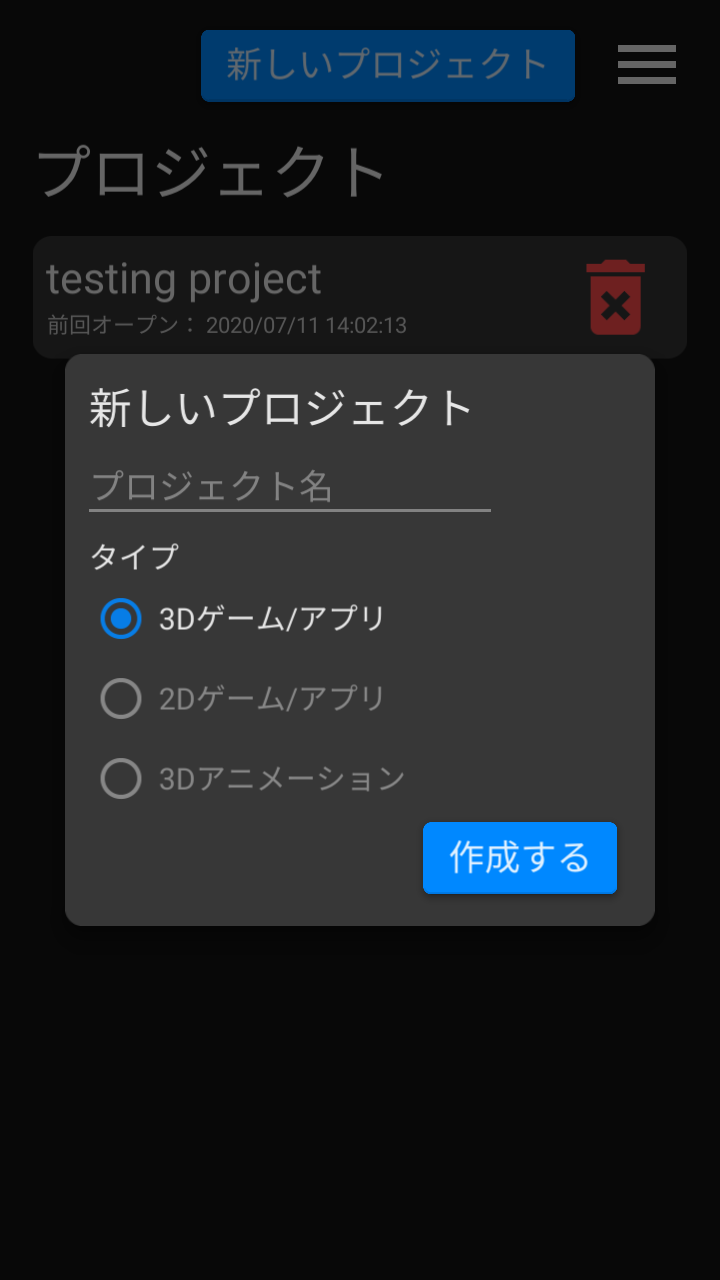 新しいプロジェクト
プロジェクト
testing project
前回オープン： 2020/07/11 14:02:13
新しいプロジェクト
プロジェクト名
タイプ
3Dゲーム/アプリ
2Dゲーム/アプリ
3Dアニメーション
作成する